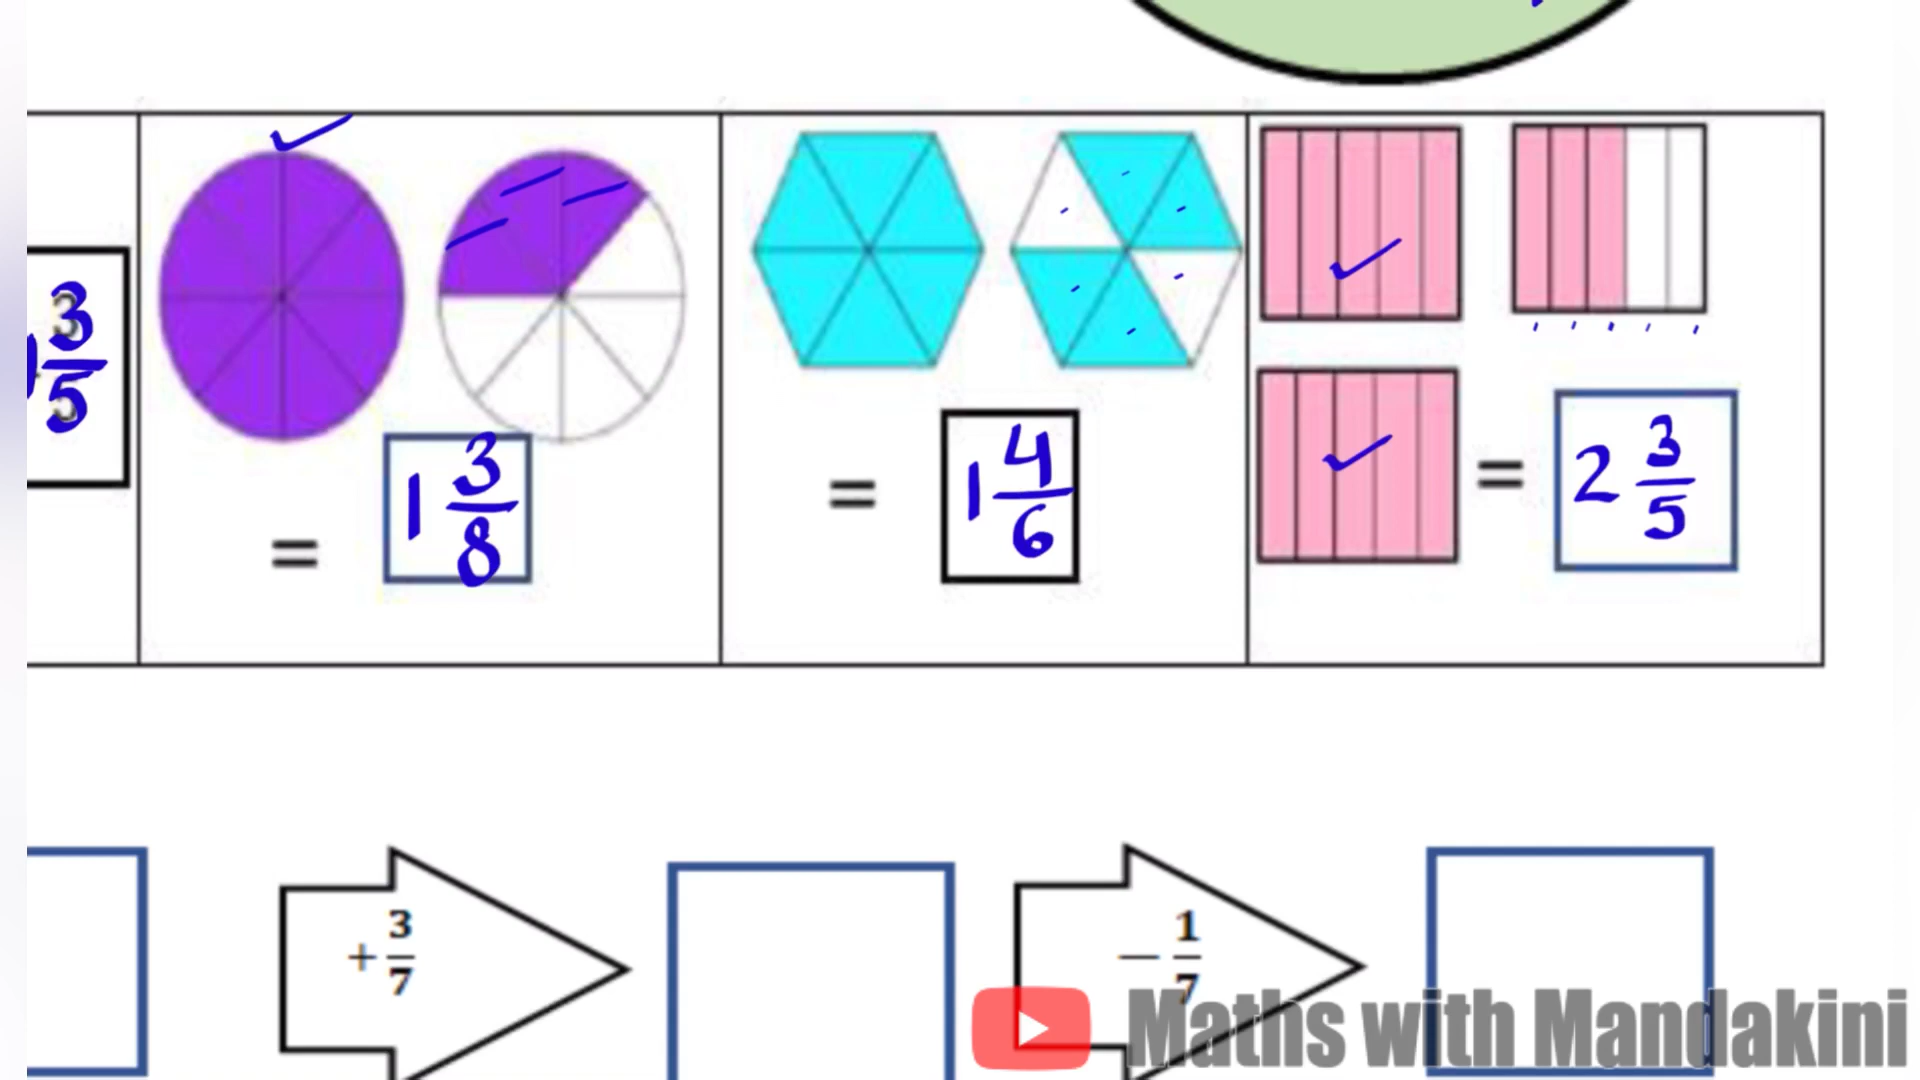 3/5
= 1 3/8
= 1 4/6
= 2 3/5
+ 3/7
− 1/7
Maths with Mandakini